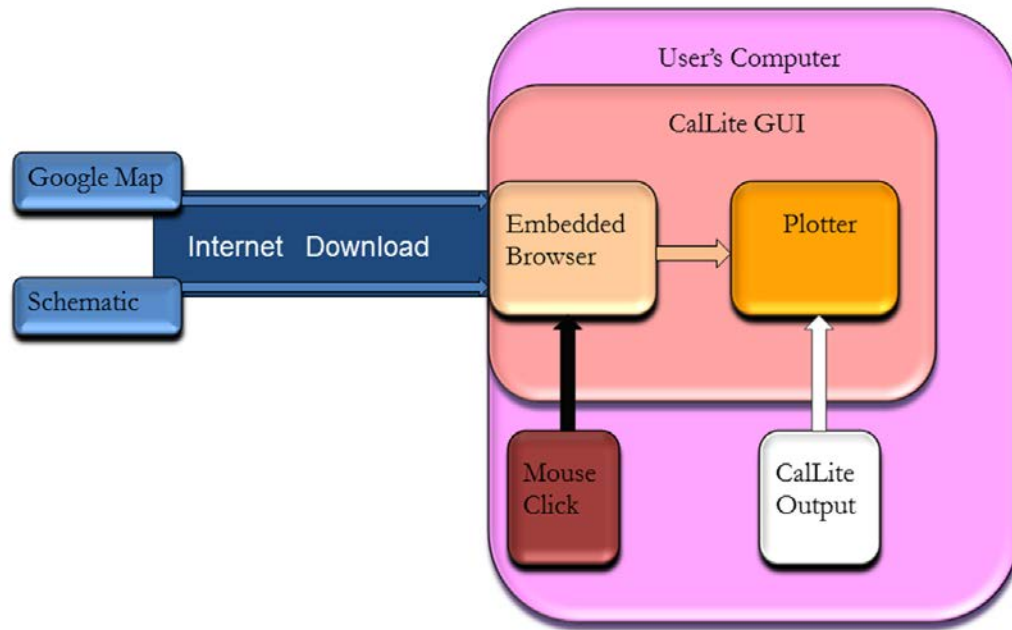 User's Computer
CalLite GUI
Google Map
Internet Download
Schematic
Embedded
Browser
Plotter
Mouse
Click
CalLite
Output